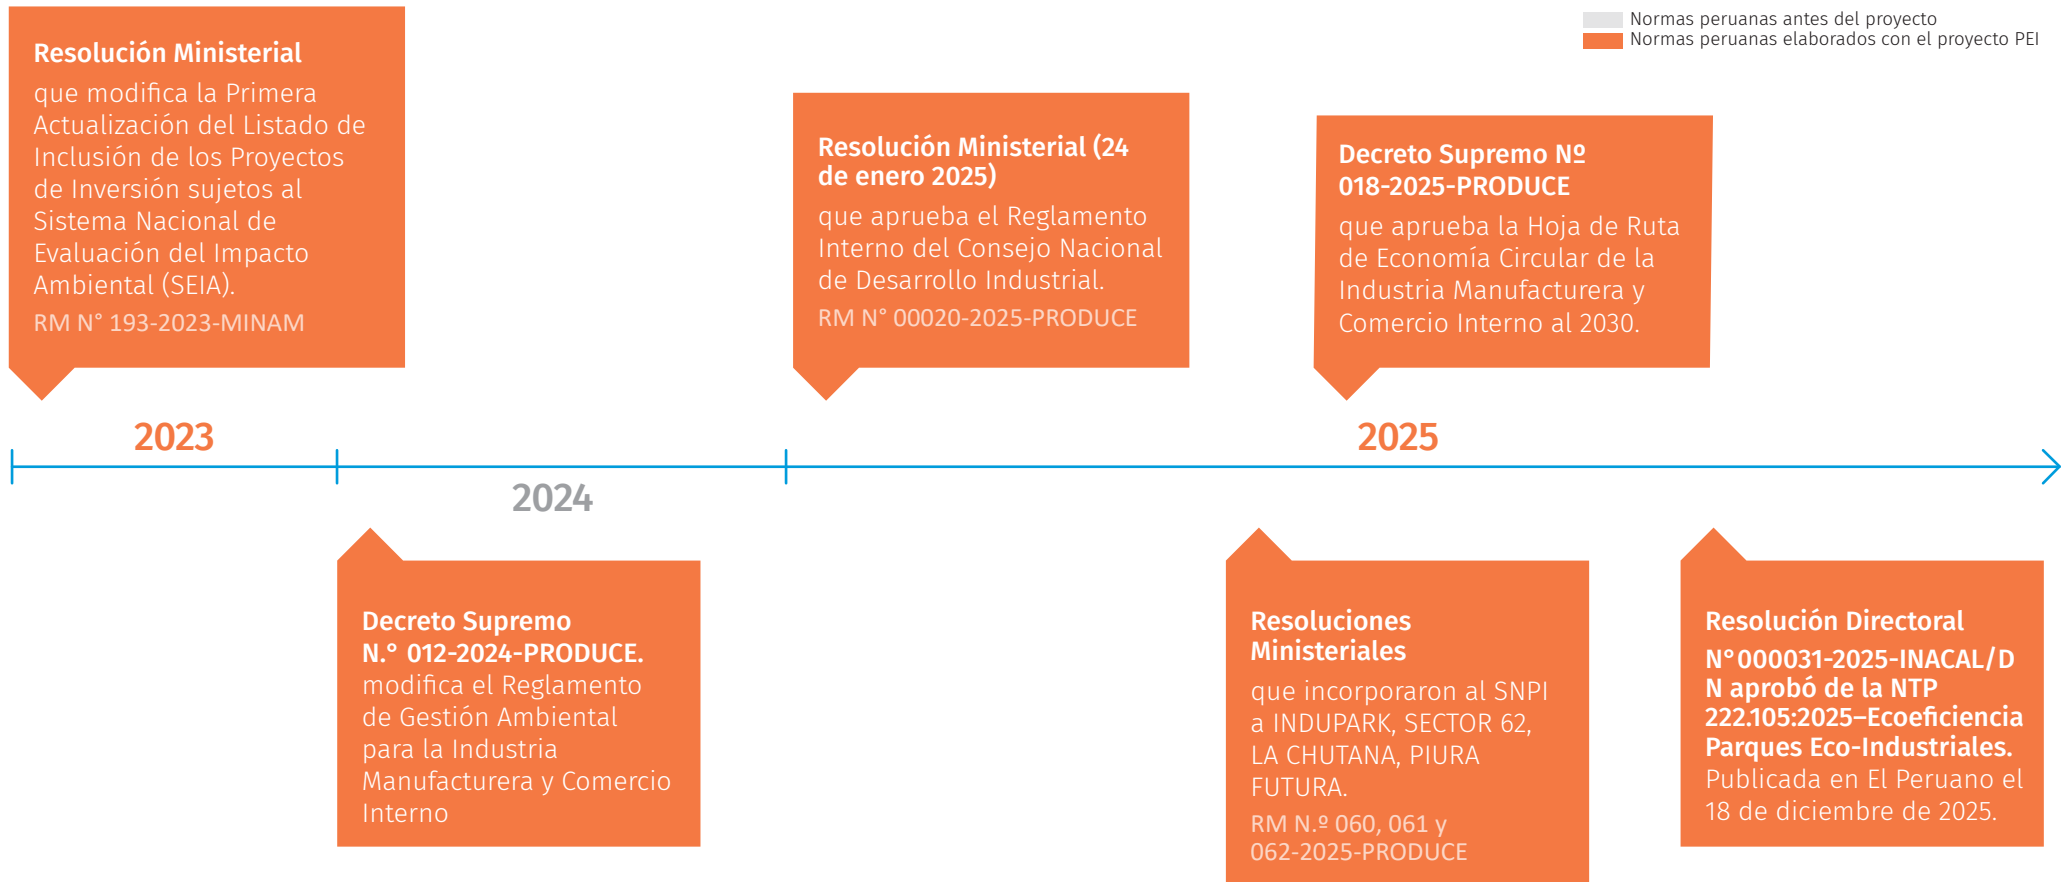 Normas peruanas antes del proyecto
Normas peruanas elaborados con el proyecto PEI
Resolución Ministerial
que modifica la Primera
Actualización del Listado de
Inclusión de los Proyectos
de Inversión sujetos al
Sistema Nacional de
Evaluación del Impacto
Ambiental (SEIA).
RM N° 193-2023-MINAM
Resolución Ministerial (24
de enero 2025)
que aprueba el Reglamento
Interno del Consejo Nacional
de Desarrollo Industrial.
RM N° 00020-2025-PRODUCE
Decreto Supremo Nº
018-2025-PRODUCE
que aprueba la Hoja de Ruta
de Economía Circular de la
Industria Manufacturera y
Comercio Interno al 2030.
2023
2024
2025
Decreto Supremo
N.° 012-2024-PRODUCE.
modifica el Reglamento
de Gestión Ambiental
para la Industria
Manufacturera y Comercio
Interno
Resoluciones
Ministeriales
que incorporaron al SNPI
a INDUPARK, SECTOR 62,
LA CHUTANA, PIURA
FUTURA.
RM N.º 060, 061 y
062-2025-PRODUCE
Resolución Directoral
N° 000031-2025-INACAL/D
N aprobó de la NTP
222.105:2025–Ecoeficiencia
Parques Eco-Industriales.
Publicada en El Peruano el
18 de diciembre de 2025.